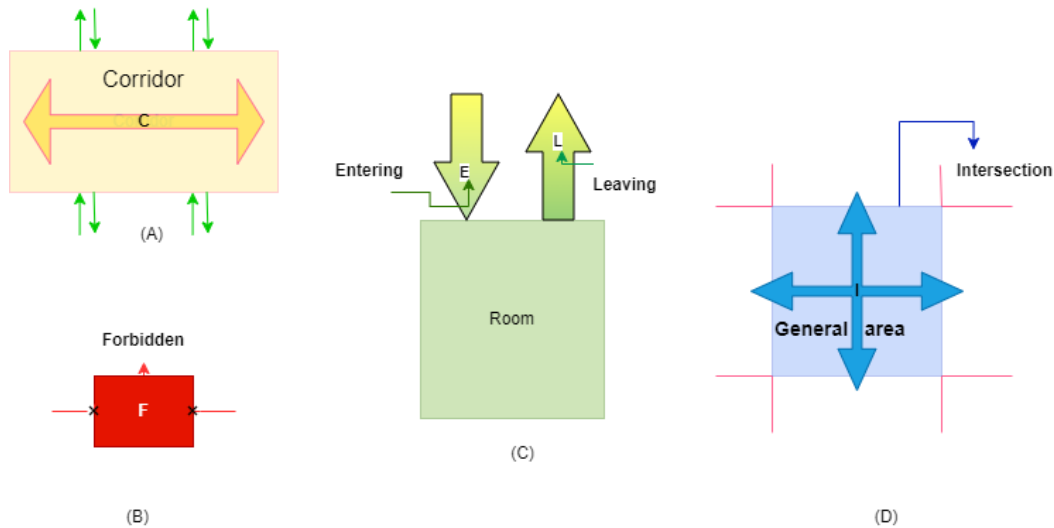 Corridor
C
(A)
Forbidden
F
(B)
Entering
E
L
Leaving
Room
(C)
Intersection
I
General area
(D)